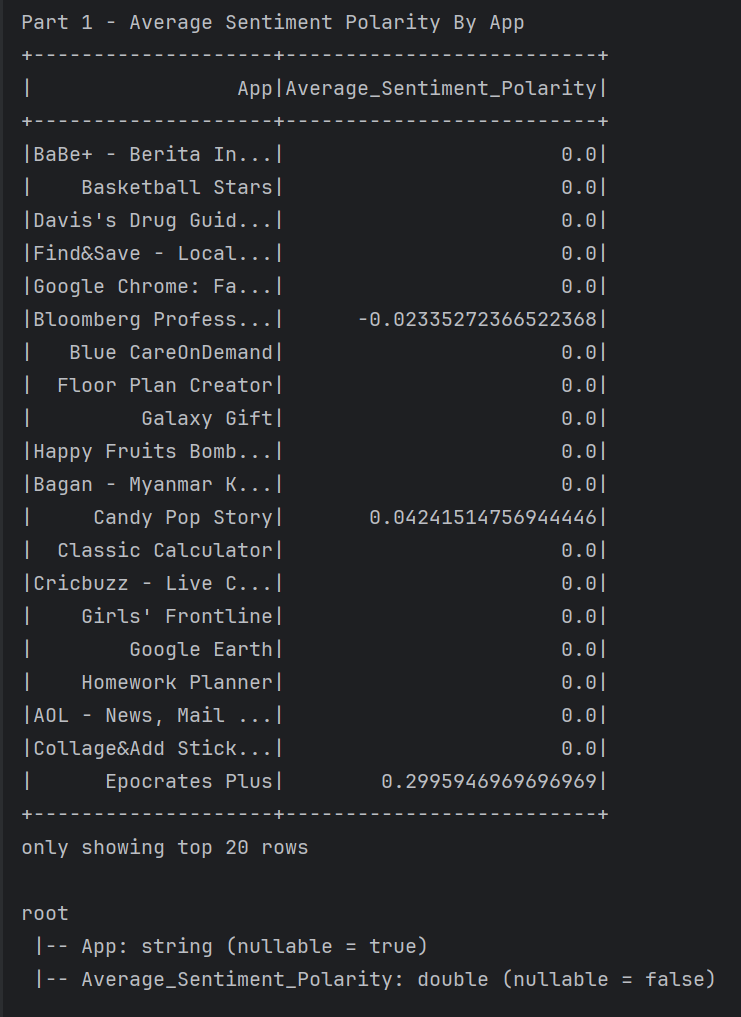 Part 1 - Average Sentiment Polarity By App
+--------------------+--------------------------+
|                 App|Average_Sentiment_Polarity|
+--------------------+--------------------------+
|BaBe+ - Berita In...|                       0.0|
|    Basketball Stars|                       0.0|
|Davis's Drug Guid...|                       0.0|
|Find&Save - Local...|                       0.0|
|Google Chrome: Fa...|                       0.0|
|Bloomberg Profess...|      -0.02335272366522368|
|   Blue CareOnDemand|                       0.0|
|  Floor Plan Creator|                       0.0|
|         Galaxy Gift|                       0.0|
|Happy Fruits Bomb...|                       0.0|
|Bagan - Myanmar K...|                       0.0|
|     Candy Pop Story|       0.04241514756944446|
|  Classic Calculator|                       0.0|
|Cricbuzz - Live C...|                       0.0|
|    Girls' Frontline|                       0.0|
|        Google Earth|                       0.0|
|    Homework Planner|                       0.0|
|AOL - News, Mail ...|                       0.0|
|Collage&Add Stick...|                       0.0|
|      Epocrates Plus|        0.2995946969696969|
+--------------------+--------------------------+
only showing top 20 rows

root
 |-- App: string (nullable = true)
 |-- Average_Sentiment_Polarity: double (nullable = false)